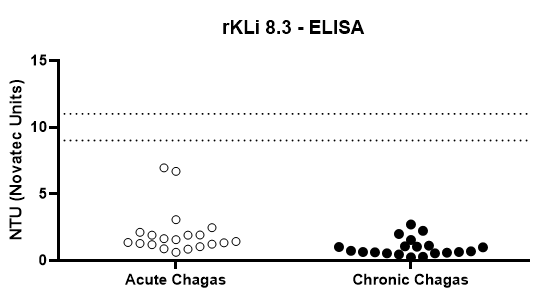 rKLi 8.3 - ELISA
NTU (Novatec Units)
15
10
5
0
Acute Chagas
Chronic Chagas